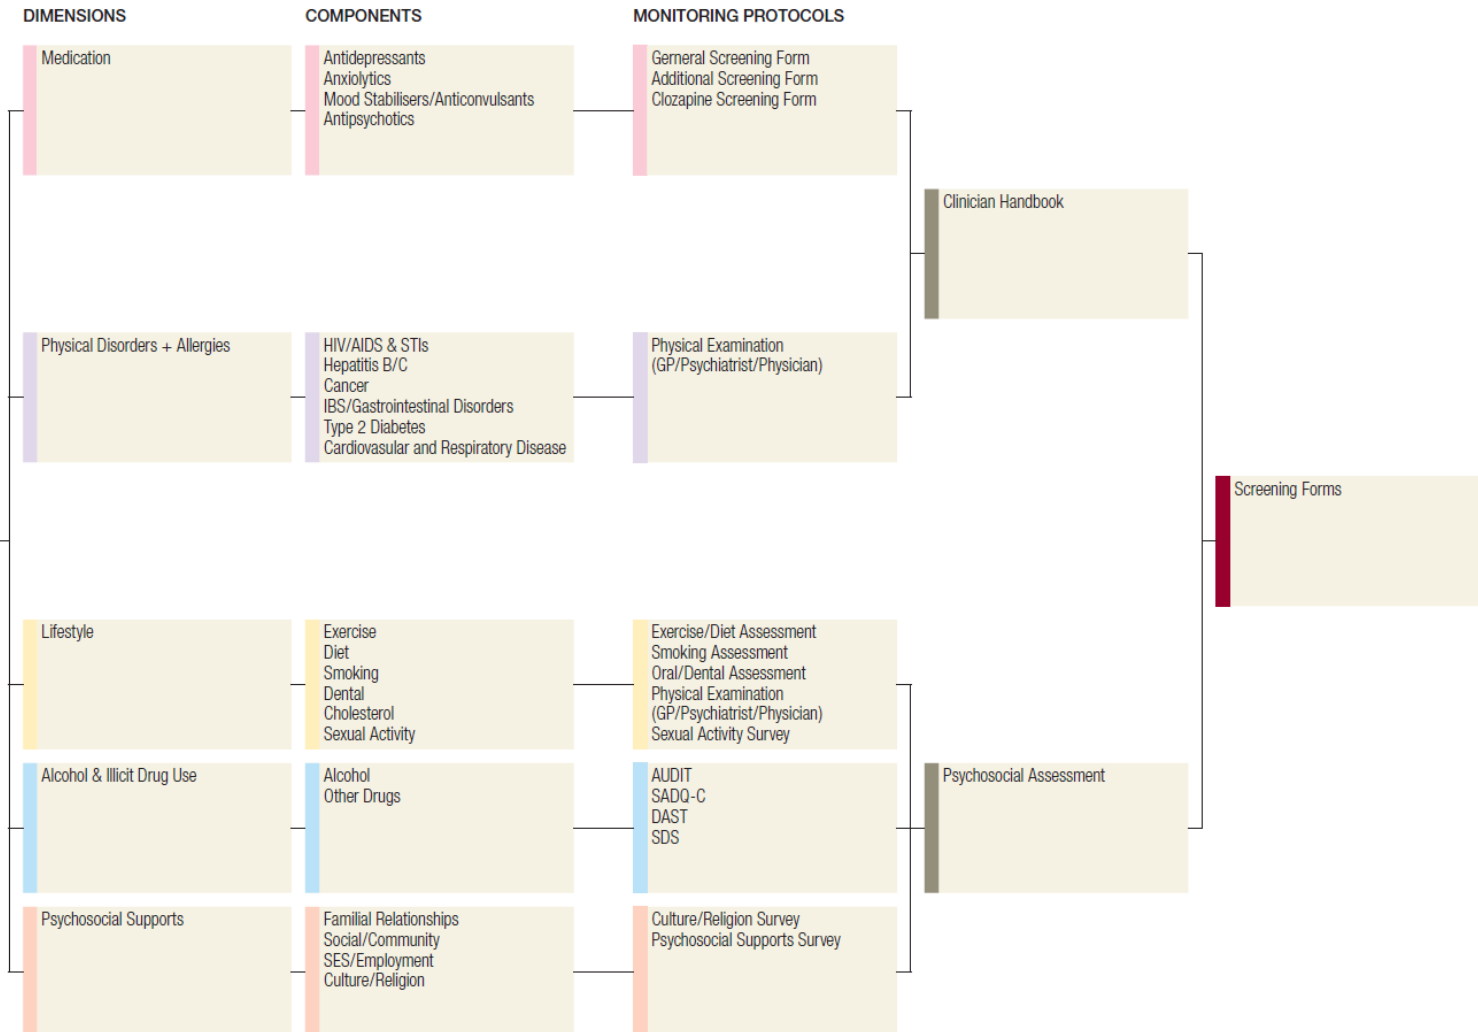 DIMENSIONS
COMPONENTS
MONITORING PROTOCOLS
Medication
Antidepressants
Anxiolytics
Mood Stabilisers/Anticonvulsants
Antipsychotics
Gerneral Screening Form
Additional Screening Form
Clozapine Screening Form
Clinician Handbook
Physical Disorders + Allergies
HIV/AIDS & STIs
Hepatitis B/C
Cancer
IBS/Gastrointestinal Disorders
Type 2 Diabetes
Cardiovasular and Respiratory Disease
Physical Examination
(GP/Psychiatrist/Physician)
Screening Forms
Lifestyle
Exercise
Diet
Smoking
Dental
Cholesterol
Sexual Activity
Exercise/Diet Assessment
Smoking Assessment
Oral/Dental Assessment
Physical Examination
(GP/Psychiatrist/Physician)
Sexual Activity Survey
Alcohol & Illicit Drug Use
Alcohol
Other Drugs
AUDIT
SADQ-C
DAST
SDS
Psychosocial Assessment
Psychosocial Supports
Familial Relationships
Social/Community
SES/Employment
Culture/Religion
Culture/Religion Survey
Psychosocial Supports Survey